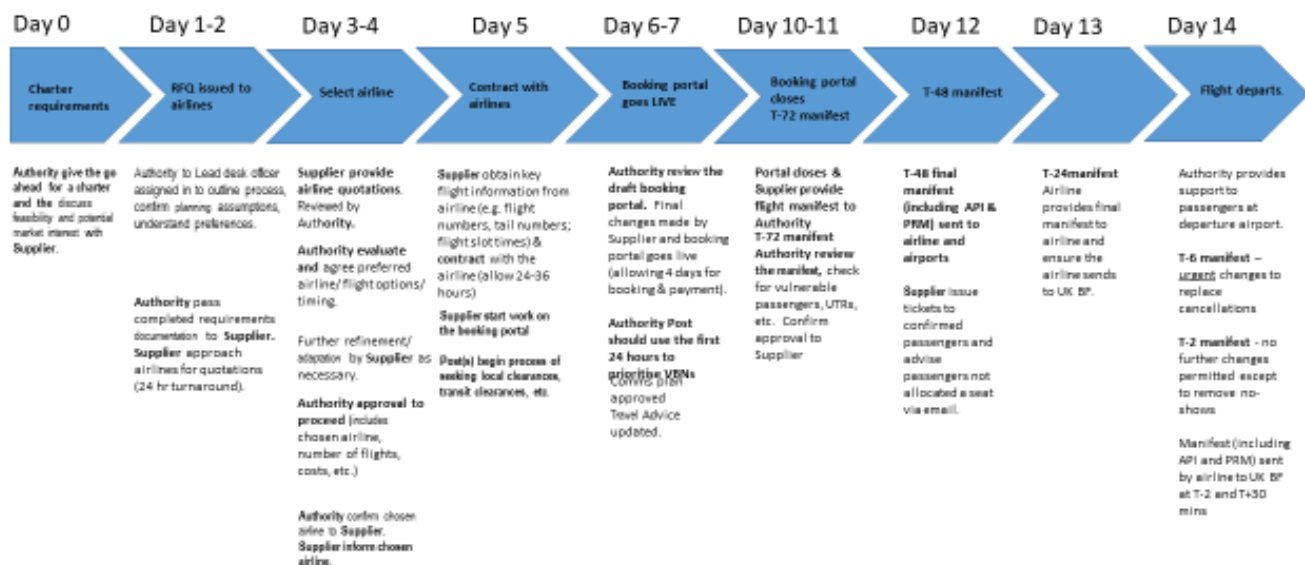 Day 0
Day 1-2
Day 3-4
Day 5
Day 6-7
Day 10-11
Day 12
Day 13
Day 14
Charter
requirements
RFQ issued to
airlines
Select airline
Contract with
airlines
Booking portal
goes LIVE
Booking portal
closes
T-72 manifest
T-48 manifest
Flight departs.
Authority give the go
ahead for a charter
and the discuss
feasibility and potential
market interest with
Supplier.
Authority to Lead desk officer
assigned in to outline process,
confirm planning assumptions,
understand preferences.
Authority pass
completed requirements
documentation to Supplier.
Supplier approach
airlines for quotations
(24 hr turnaround).
Supplier provide
airline quotations.
Reviewed by
Authority.
Authority evaluate
and agree preferred
airline/flight options/
timing.
Further refinement/
adaptation by Supplier as
necessary.
Authority approval to
proceed (includes
chosen airline,
number of flights,
costs, etc.)
Authority confirm chosen
airline to Supplier.
Supplier inform chosen
airline.
Supplier obtain key
flight information from
airline (e.g. flight
numbers, tail numbers;
flight slot times) &
contract with the
airline (allow 24-36
hours)
Supplier start work on
the booking portal
Post(s) begin process of
seeking local clearances,
transit clearances, etc.
Authority review the
draft booking
portal. Final
changes made by
Supplier and booking
portal goes live
(allowing 4 days for
booking & payment).
Authority Post
should use the first
24 hours to
prioritise VBNs
Comms plan
approved
Travel Advice
updated.
Portal closes &
Supplier provide
flight manifest to
Authority
T-72 manifest
Authority review
the manifest, check
for vulnerable
passengers, UTRs,
etc. Confirm
approval to
Supplier
T-48 final
manifest
(including API &
PRM) sent to
airline and
airports
Supplier issue
tickets to
confirmed
passengers and
advise
passengers not
allocated a seat
via email.
T-24manifest
Airline
provides final
manifest to
airline and
ensure the
airline sends
to UK BF.
Authority provides
support to
passengers at
departure airport.
T-6 manifest –
urgent changes to
replace
cancellations
T-2 manifest - no
further changes
permitted except
to remove no-
shows
Manifest (including
API and PRM) sent
by airline to UK BF
at T-2 and T+30
mins